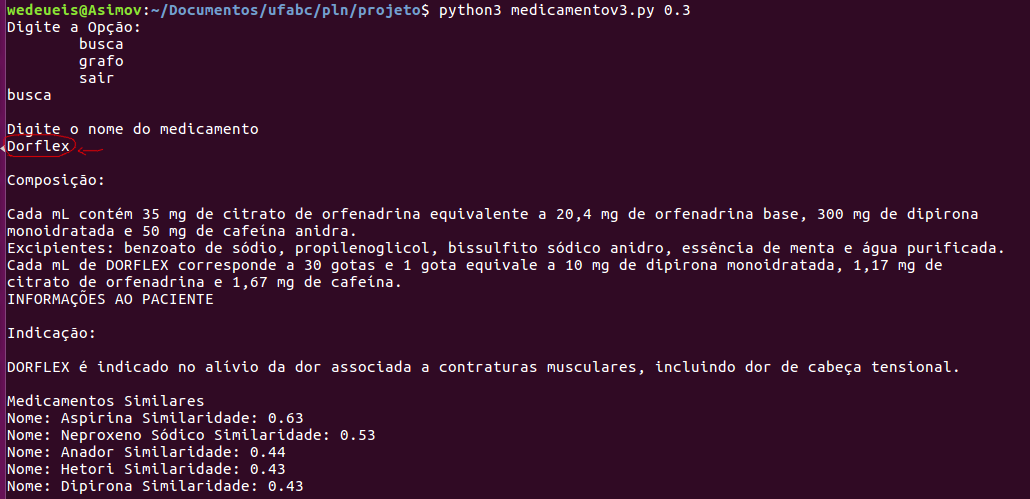 wedeueis@Asimov:~/Documentos/ufabc/pln/projeto$ python3 medicamentov3.py 0.3
Digite a Opção:
busca
grafo
sair
busca
Digite o nome do medicamento
Dorflex
Composição:
Cada mL contém 35 mg de citrato de orfenadrina equivalente a 20,4 mg de orfenadrina base, 300 mg de dipirona
monoidratada e 50 mg de cafeína anidra.
Excipientes: benzoato de sódio, propilenoglicol, bissulfito sódico anidro, essência de menta e água purificada.
Cada mL de DORFLEX corresponde a 30 gotas e 1 gota equivale a 10 mg de dipirona monoidratada, 1,17 mg de
citrato de orfenadrina e 1,67 mg de cafeína.
INFORMAÇÕES AO PACIENTE
Indicação:
DORFLEX é indicado no alívio da dor associada a contraturas musculares, incluindo dor de cabeça tensional.
Medicamentos Similares
Nome: Aspirina Similaridade: 0.63
Nome: Neproxeno Sódico Similaridade: 0.53
Nome: Anador Similaridade: 0.44
Nome: Hetori Similaridade: 0.43
Nome: Dipirona Similaridade: 0.43